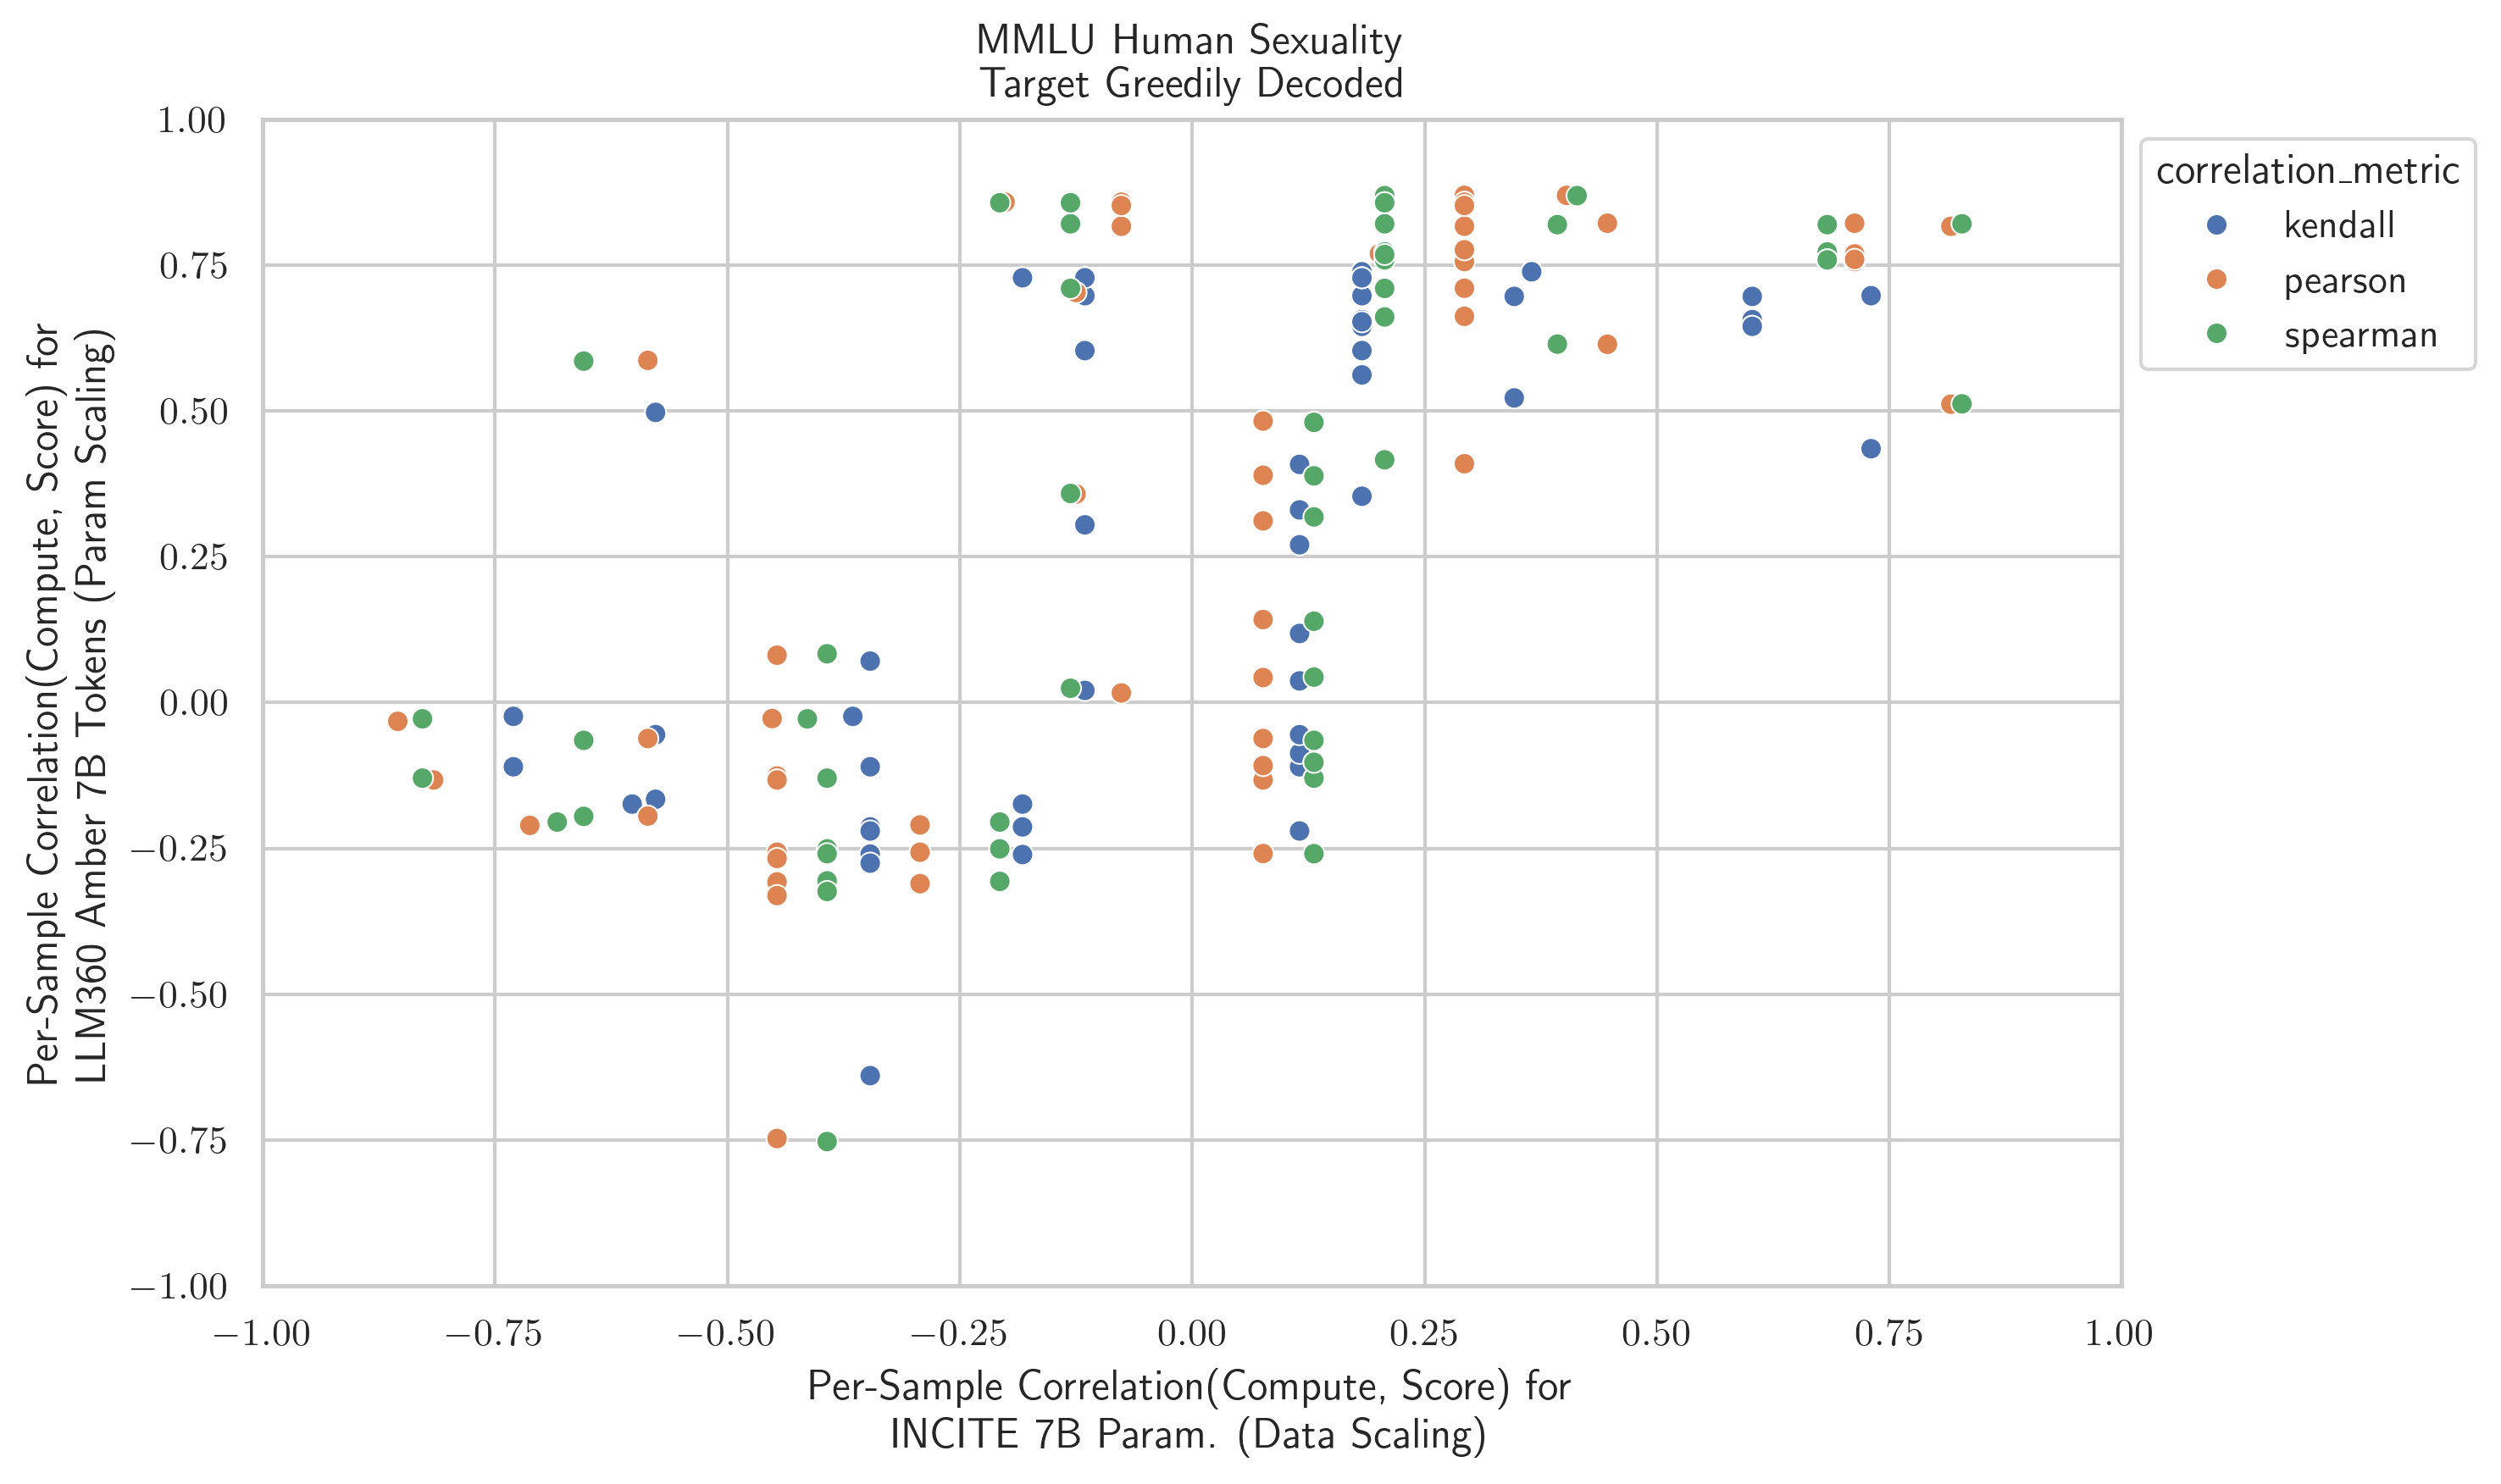 MMLU Human Sexuality
Target Greedily Decoded
1.00
0.75
0.50
0.25
0.00
−0.25
−0.50
−0.75
−1.00
Per-Sample Correlation(Compute, Score) for
LLM360 Amber 7B Tokens (Param Scaling)
−1.00
−0.75
−0.50
−0.25
0.00
0.25
0.50
0.75
1.00
Per-Sample Correlation(Compute, Score) for
INCITE 7B Param. (Data Scaling)
correlation_metric
kendall
pearson
spearman